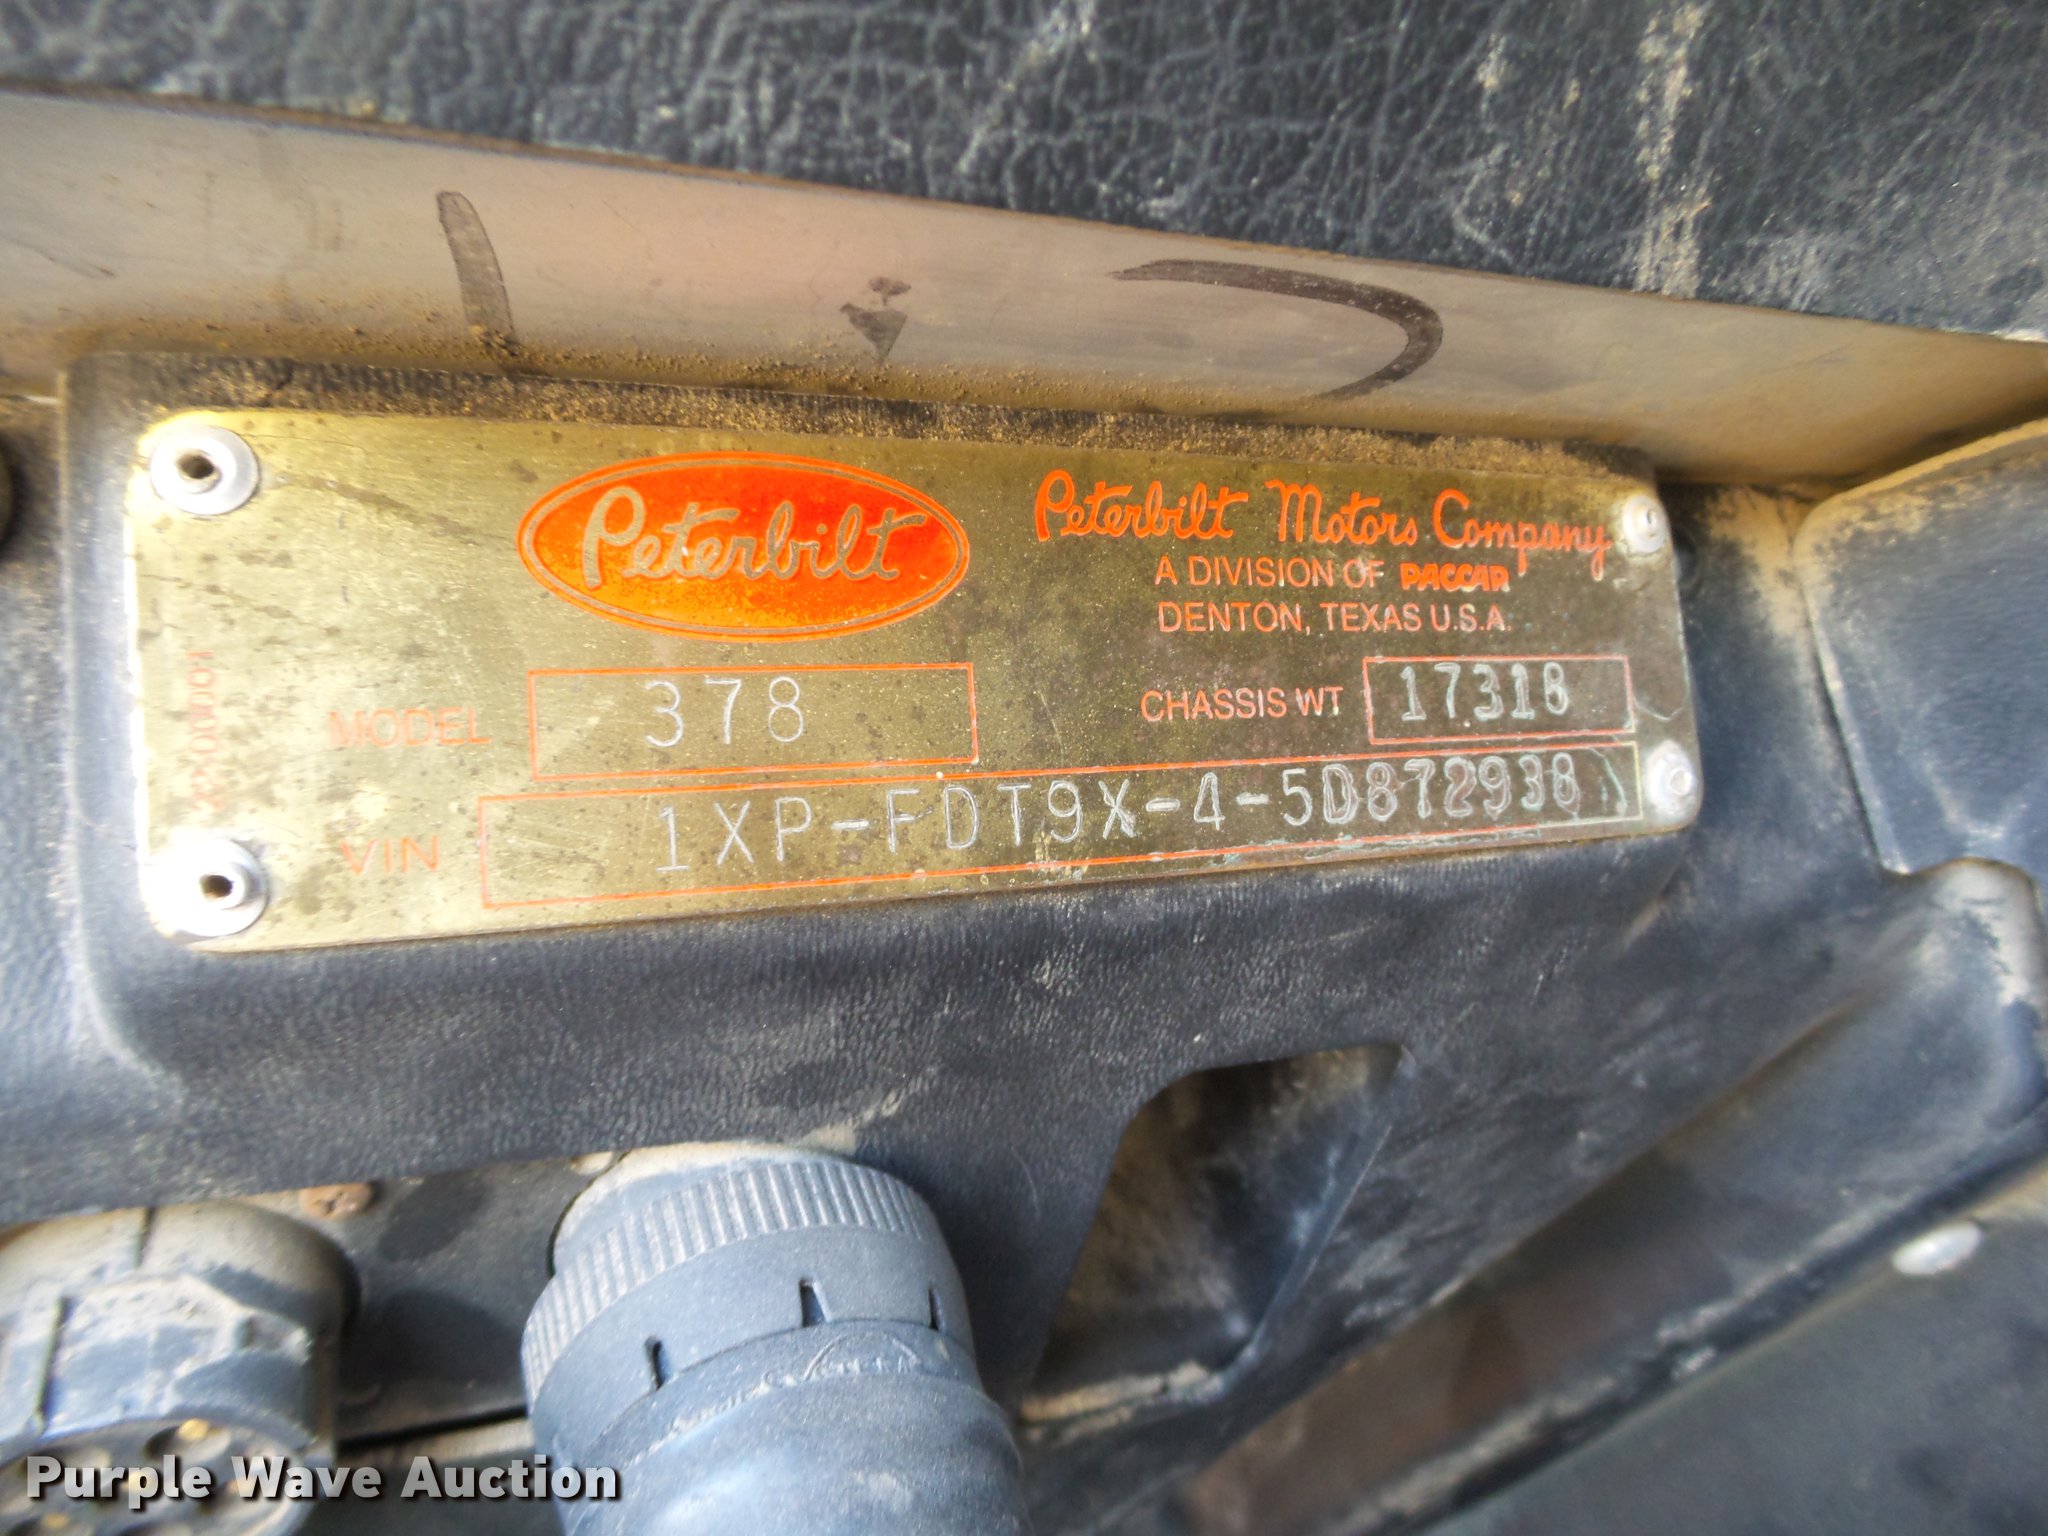 Peterbilt
Peterbilt Motors Company
A DIVISION OF PACCAR
DENTON, TEXAS U.S.A.
MODEL 378
CHASSIS WT 17318
VIN 1XP-FDT9X-4-5D872938
Purple Wave Auction